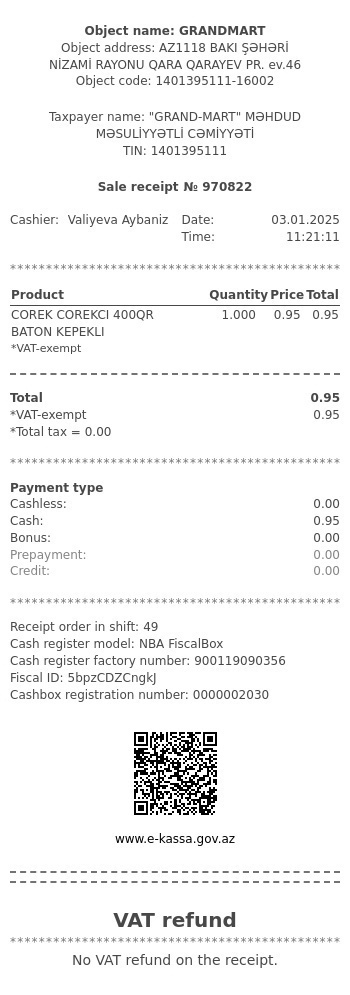 Object name: GRANDMART
Object address: AZ1118 BAKI ŞƏHƏRİ
NİZAMİ RAYONU QARA QARAYEV PR. ev.46
Object code: 1401395111-16002
Taxpayer name: "GRAND-MART" MƏHDUD
MƏSULİYYƏTLİ CƏMİYYƏTİ
TIN: 1401395111
Sale receipt № 970822
Cashier: Valiyeva Aybaniz Date: 03.01.2025
Time: 11:21:11
*********************************************
Product Quantity Price Total
COREK COREKCI 400QR 1.000 0.95 0.95
BATON KEPEKLI
*VAT-exempt
Total 0.95
*VAT-exempt 0.95
*Total tax = 0.00
*********************************************
Payment type
Cashless: 0.00
Cash: 0.95
Bonus: 0.00
Prepayment: 0.00
Credit: 0.00
*********************************************
Receipt order in shift: 49
Cash register model: NBA FiscalBox
Cash register factory number: 900119090356
Fiscal ID: 5bpzCDZCngkJ
Cashbox registration number: 0000002030
www.e-kassa.gov.az
VAT refund
*********************************************
No VAT refund on the receipt.